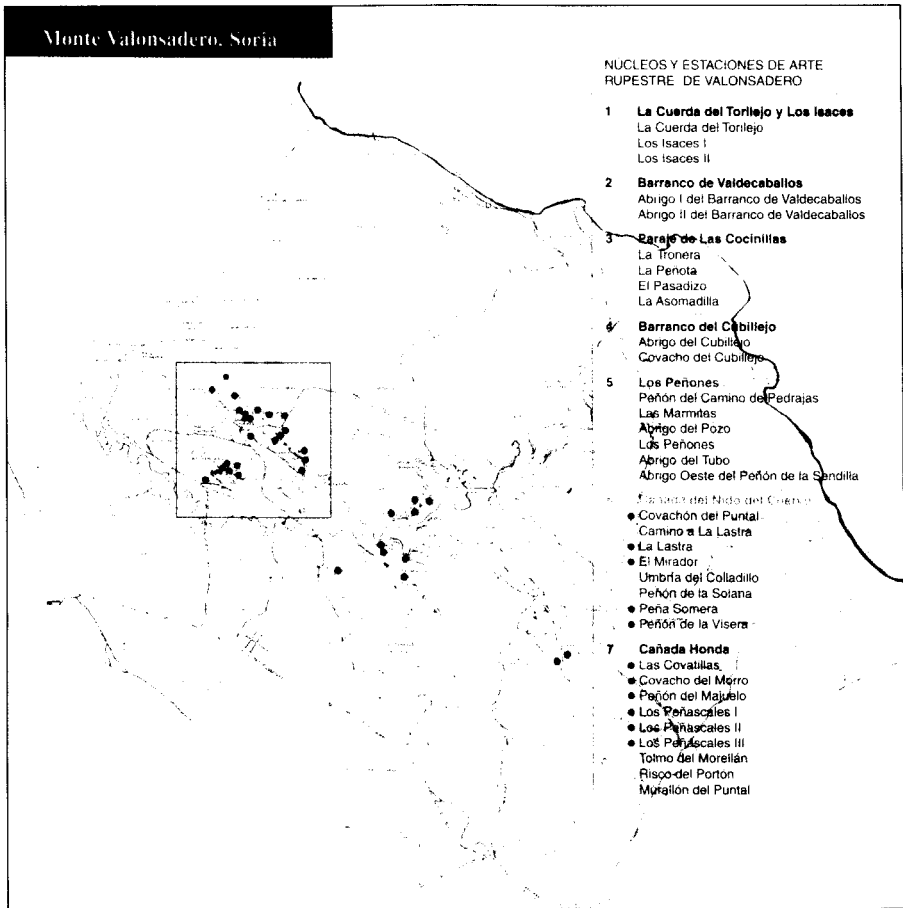 Monte Valonsadero. Soria
NUCLEOS Y ESTACIONES DE ARTE
RUPESTRE DE VALONSADERO
1 La Cuerda del Torilejo y Los Isaces
La Cuerda del Torilejo
Los Isaces I
Los Isaces II
2 Barranco de Valdecaballos
Abrigo I del Barranco de Valdecaballos
Abrigo II del Barranco de Valdecaballos
3 Paraje de Las Cocinillas
La Tronera
La Peñota
El Pasadizo
La Asomadilla
4 Barranco del Cubillejo
Abrigo del Cubillejo
Covacho del Cubillejo
5 Los Peñones
Peñón del Camino de Pedrajas
Las Marmitas
Abrigo del Pozo
Los Peñones
Abrigo del Tubo
Abrigo Oeste del Peñón de la Sendilla
Cañada del Nido del Cuervo
Covachón del Puntal
Camino a La Lastra
La Lastra
El Mirador
Umbría del Colladillo
Peñón de la Solana
Peña Somera
Peñón de la Visera
7 Cañada Honda
Las Covatillas
Covacho del Morro
Peñón del Majuelo
Los Peñascales I
Los Peñascales II
Los Peñascales III
Tolmo del Morellán
Risco del Portón
Murallón del Puntal